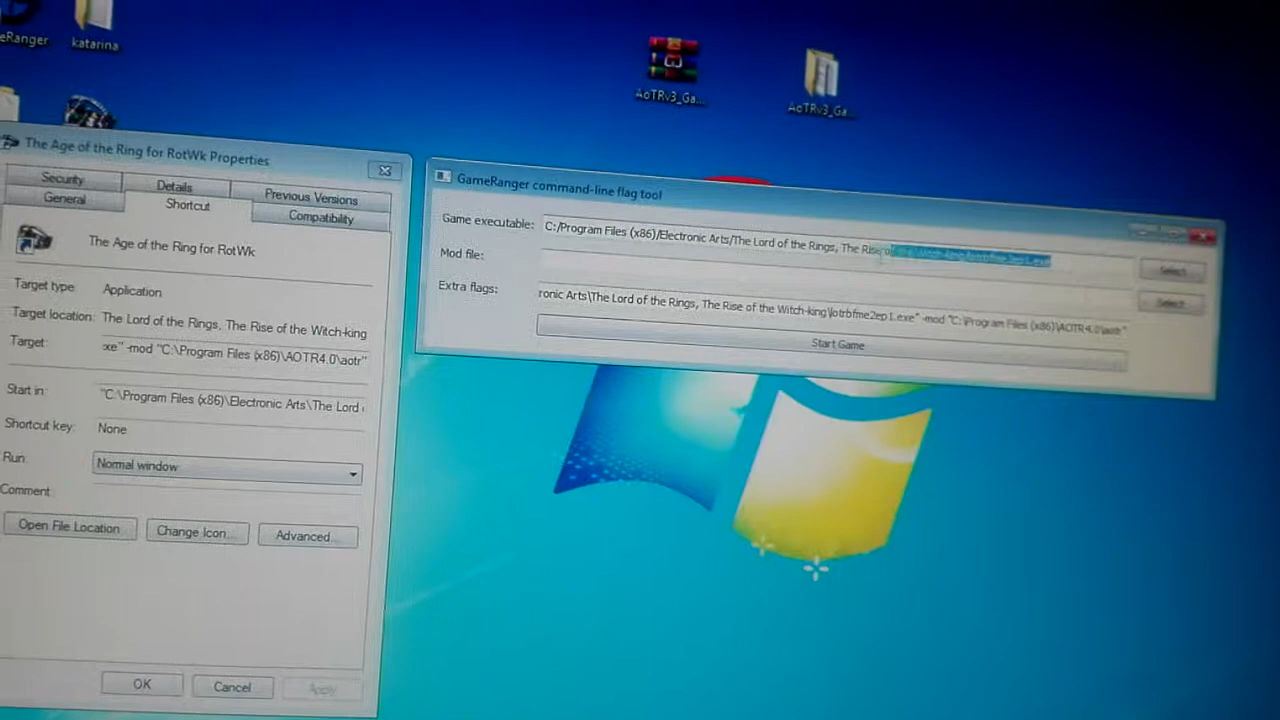 eRanger
katarina
AoTRv3_Ga...
AoTRv3_Ga...
The Age of the Ring for RotWk Properties
Security
Details
Previous Versions
General
Shortcut
Compatibility
The Age of the Ring for RotWk
Target type: Application
Target location: The Lord of the Rings, The Rise of the Witch-king
Target: xe" -mod "C:\Program Files (x86)\AOTR4.0\aotr"
Start in: "C:\Program Files (x86)\Electronic Arts\The Lord
Shortcut key: None
Run: Normal window
Comment
Open File Location
Change Icon...
Advanced...
OK
Cancel
Apply
GameRanger command-line flag tool
Game executable: C:/Program Files (x86)/Electronic Arts/The Lord of the Rings, The Rise of the Witch-king/lotrbfme2ep1.exe
Select
Mod file:
Select
Extra flags: ronic Arts\The Lord of the Rings, The Rise of the Witch-king\lotrbfme2ep1.exe" -mod "C:\Program Files (x86)\AOTR4.0\aotr"
Start Game